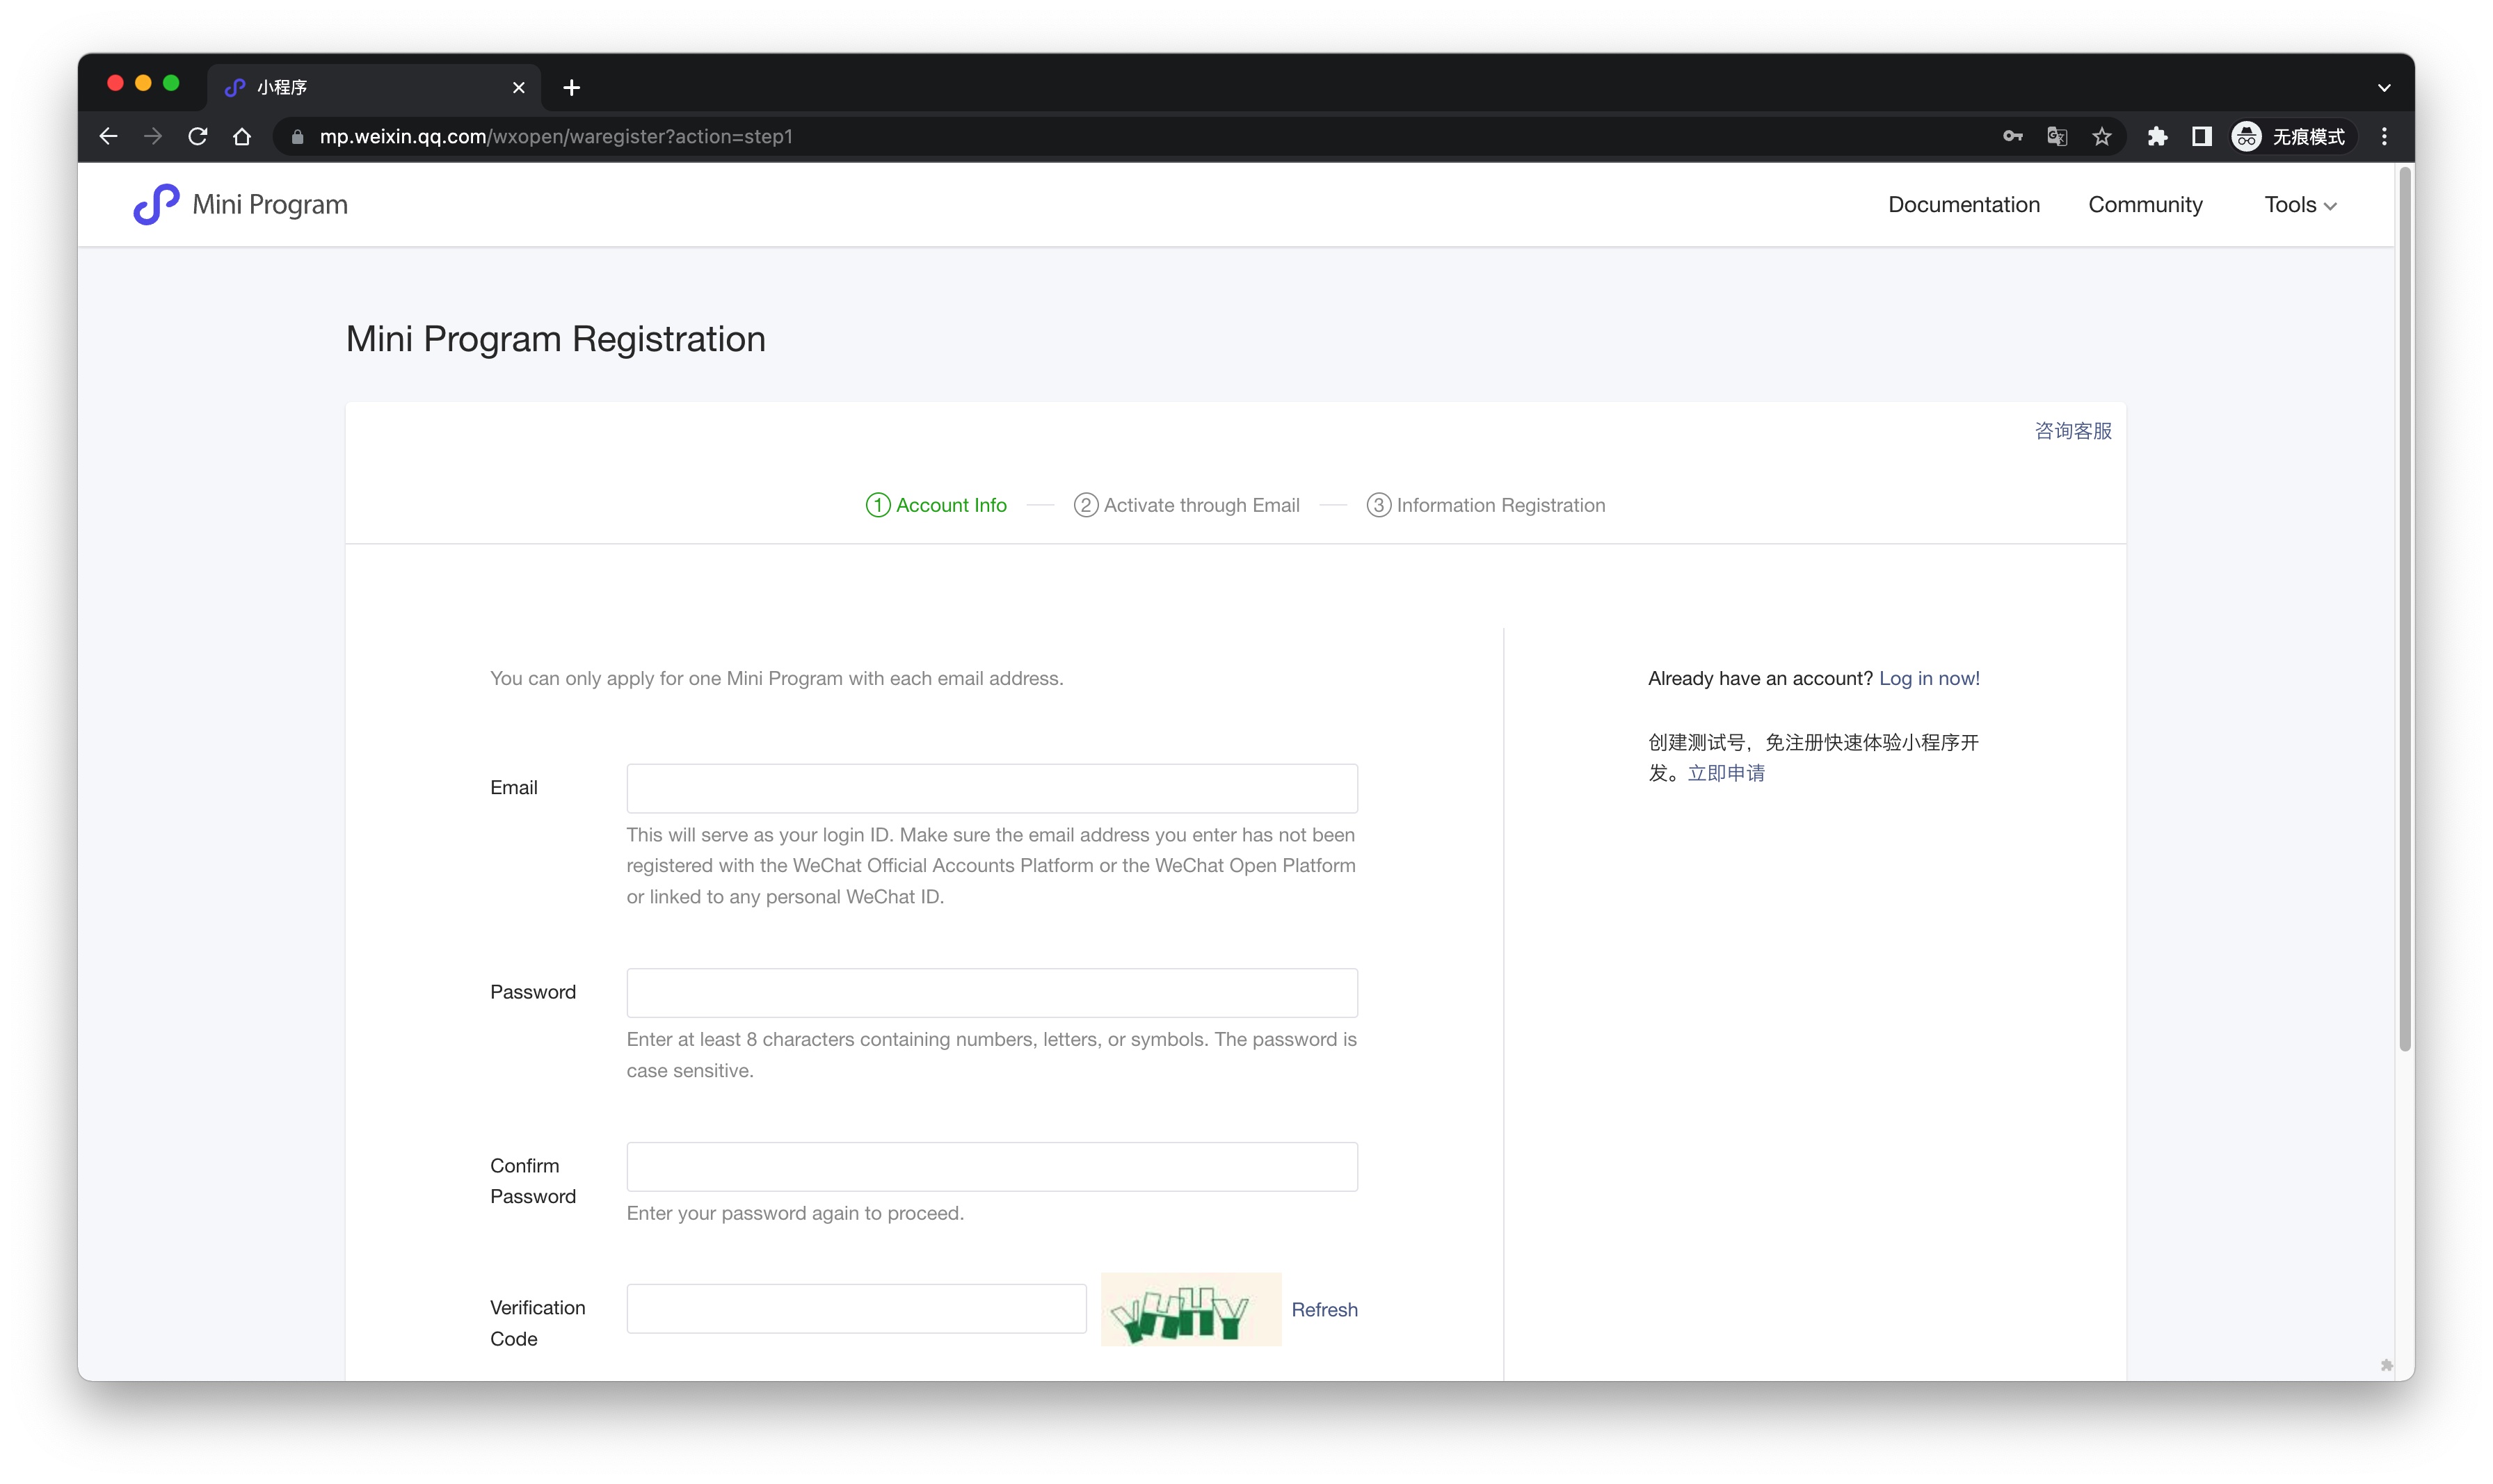 小程序
mp.weixin.qq.com/wxopen/waregister?action=step1
无痕模式
Mini Program
Documentation
Community
Tools
Mini Program Registration
咨询客服
1 Account Info
2 Activate through Email
3 Information Registration
You can only apply for one Mini Program with each email address.
Email
This will serve as your login ID. Make sure the email address you enter has not been
registered with the WeChat Official Accounts Platform or the WeChat Open Platform
or linked to any personal WeChat ID.
Password
Enter at least 8 characters containing numbers, letters, or symbols. The password is
case sensitive.
Confirm
Password
Enter your password again to proceed.
Verification
Code
VHHY
Refresh
Already have an account? Log in now!
创建测试号，免注册快速体验小程序开
发。立即申请